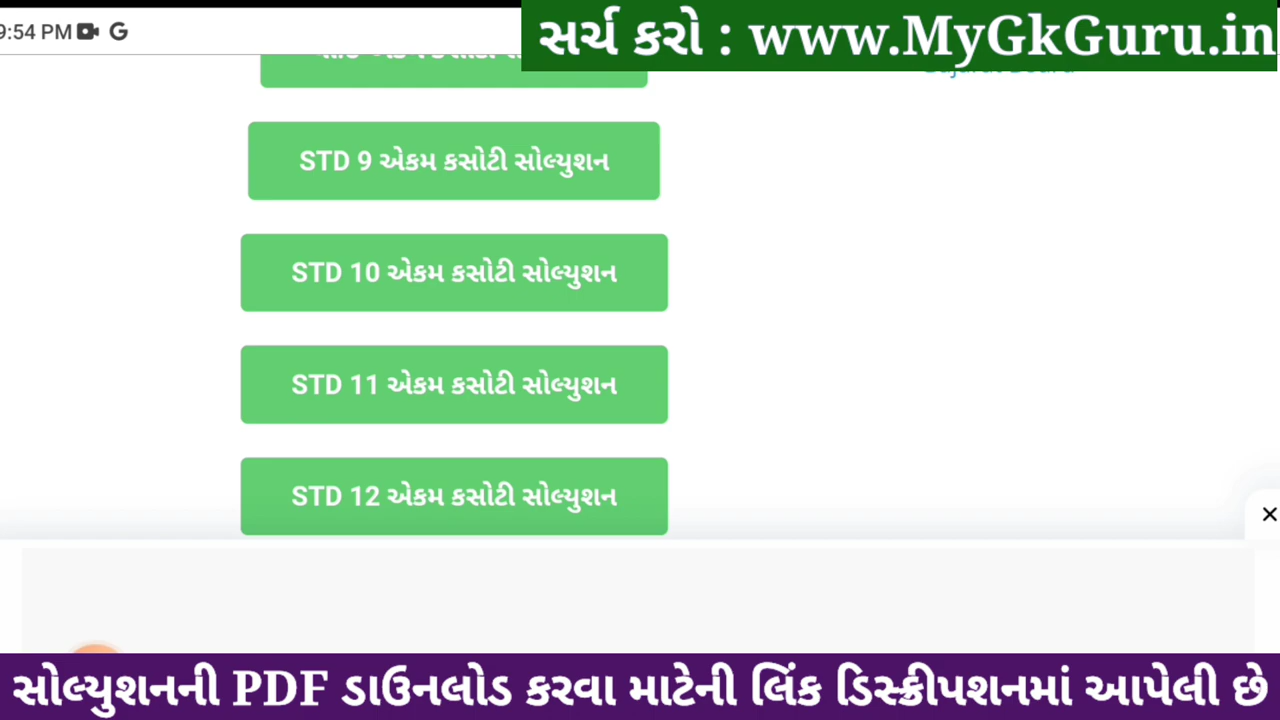 9:54 PM G
સર્ચ કરો : www.MyGkGuru.in
STD 9 એકમ કસોટી સોલ્યુશન
STD 10 એકમ કસોટી સોલ્યુશન
STD 11 એકમ કસોટી સોલ્યુશન
STD 12 એકમ કસોટી સોલ્યુશન
સોલ્યુશનની PDF ડાઉનલોડ કરવા માટેની લિંક ડિસ્ક્રીપશનમાં આપેલી છે